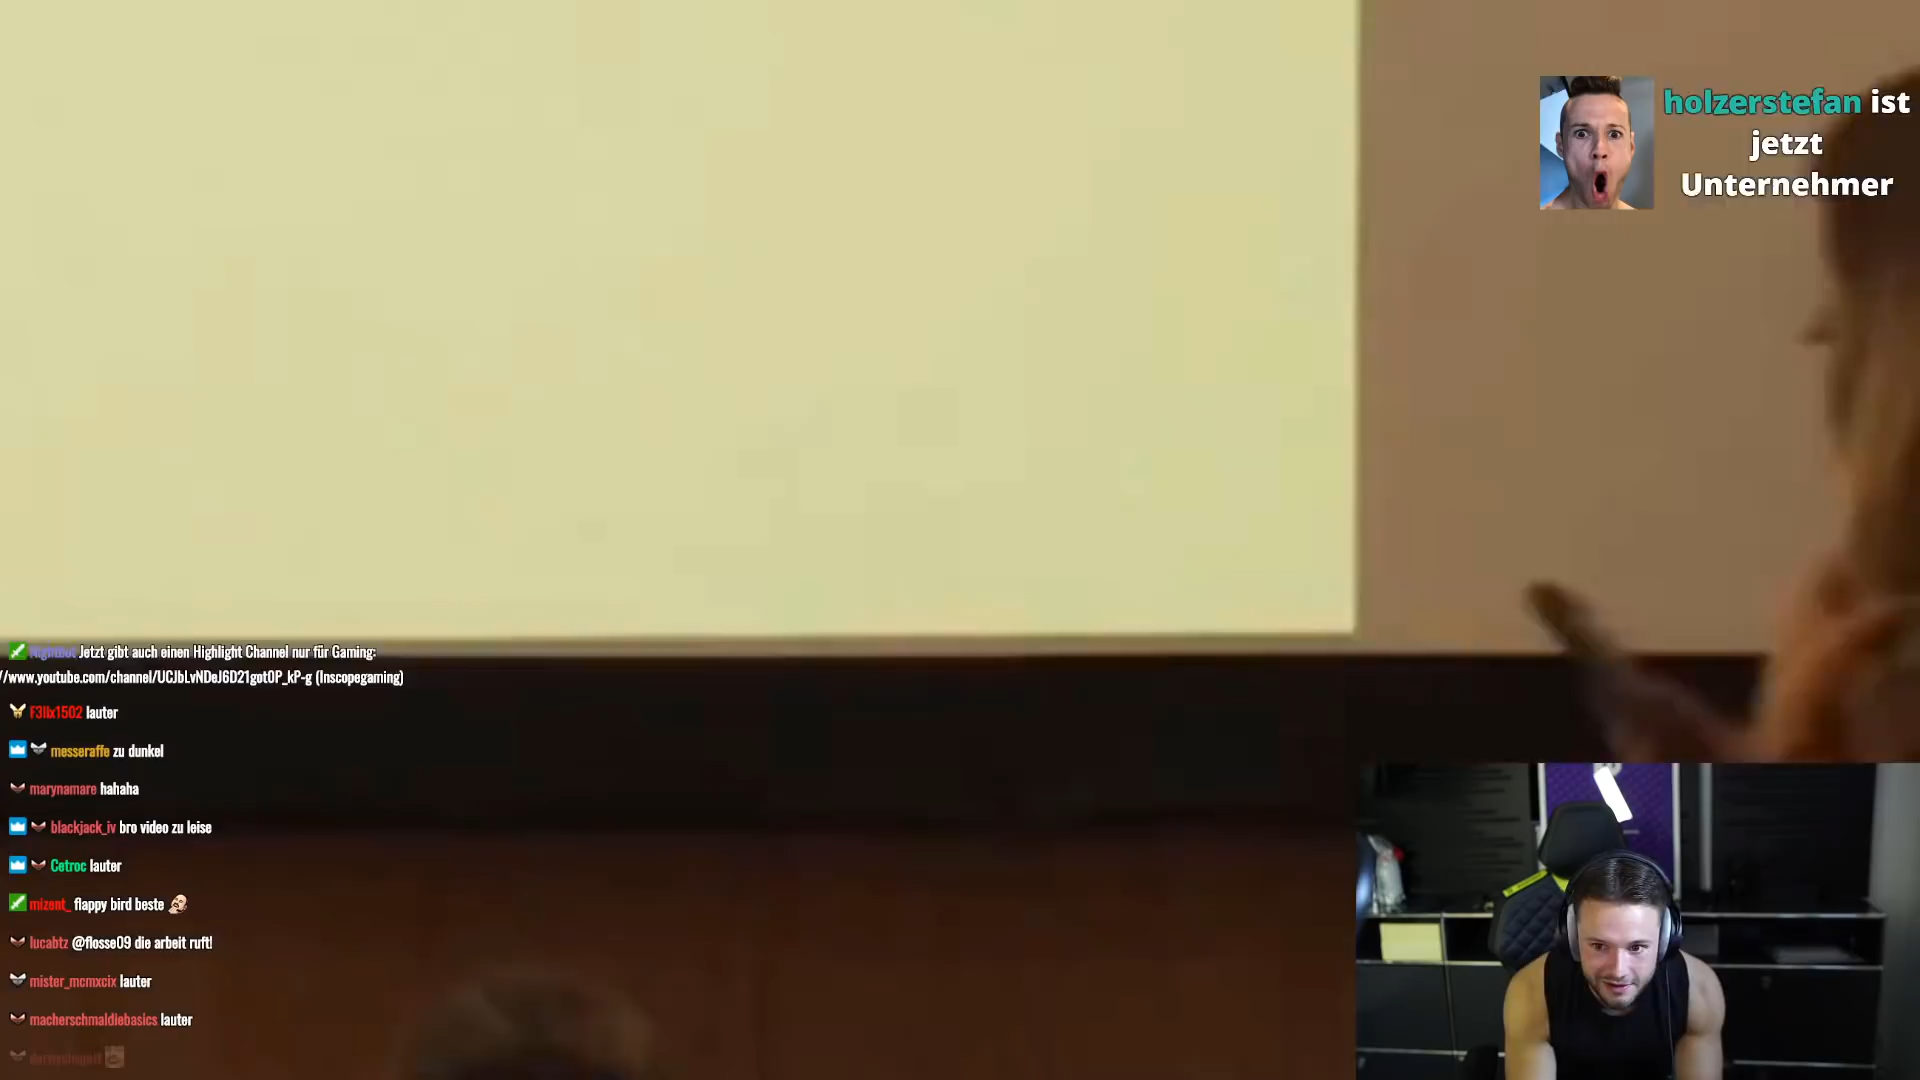 holzerstefan ist
jetzt
Unternehmer
Nightbot Jetzt gibt auch einen Highlight Channel nur für Gaming:
//www.youtube.com/channel/UCJbLvNDeJ6D21gotOP_kP-g (Inscopegaming)
F3lix1502 lauter
messeraffe zu dunkel
marynamare hahaha
blackjack_iv bro video zu leise
Cetroc lauter
mizent_ flappy bird beste
lucabtz @flosse09 die arbeit ruft!
mister_mcmxcix lauter
macherschmaldiebasics lauter